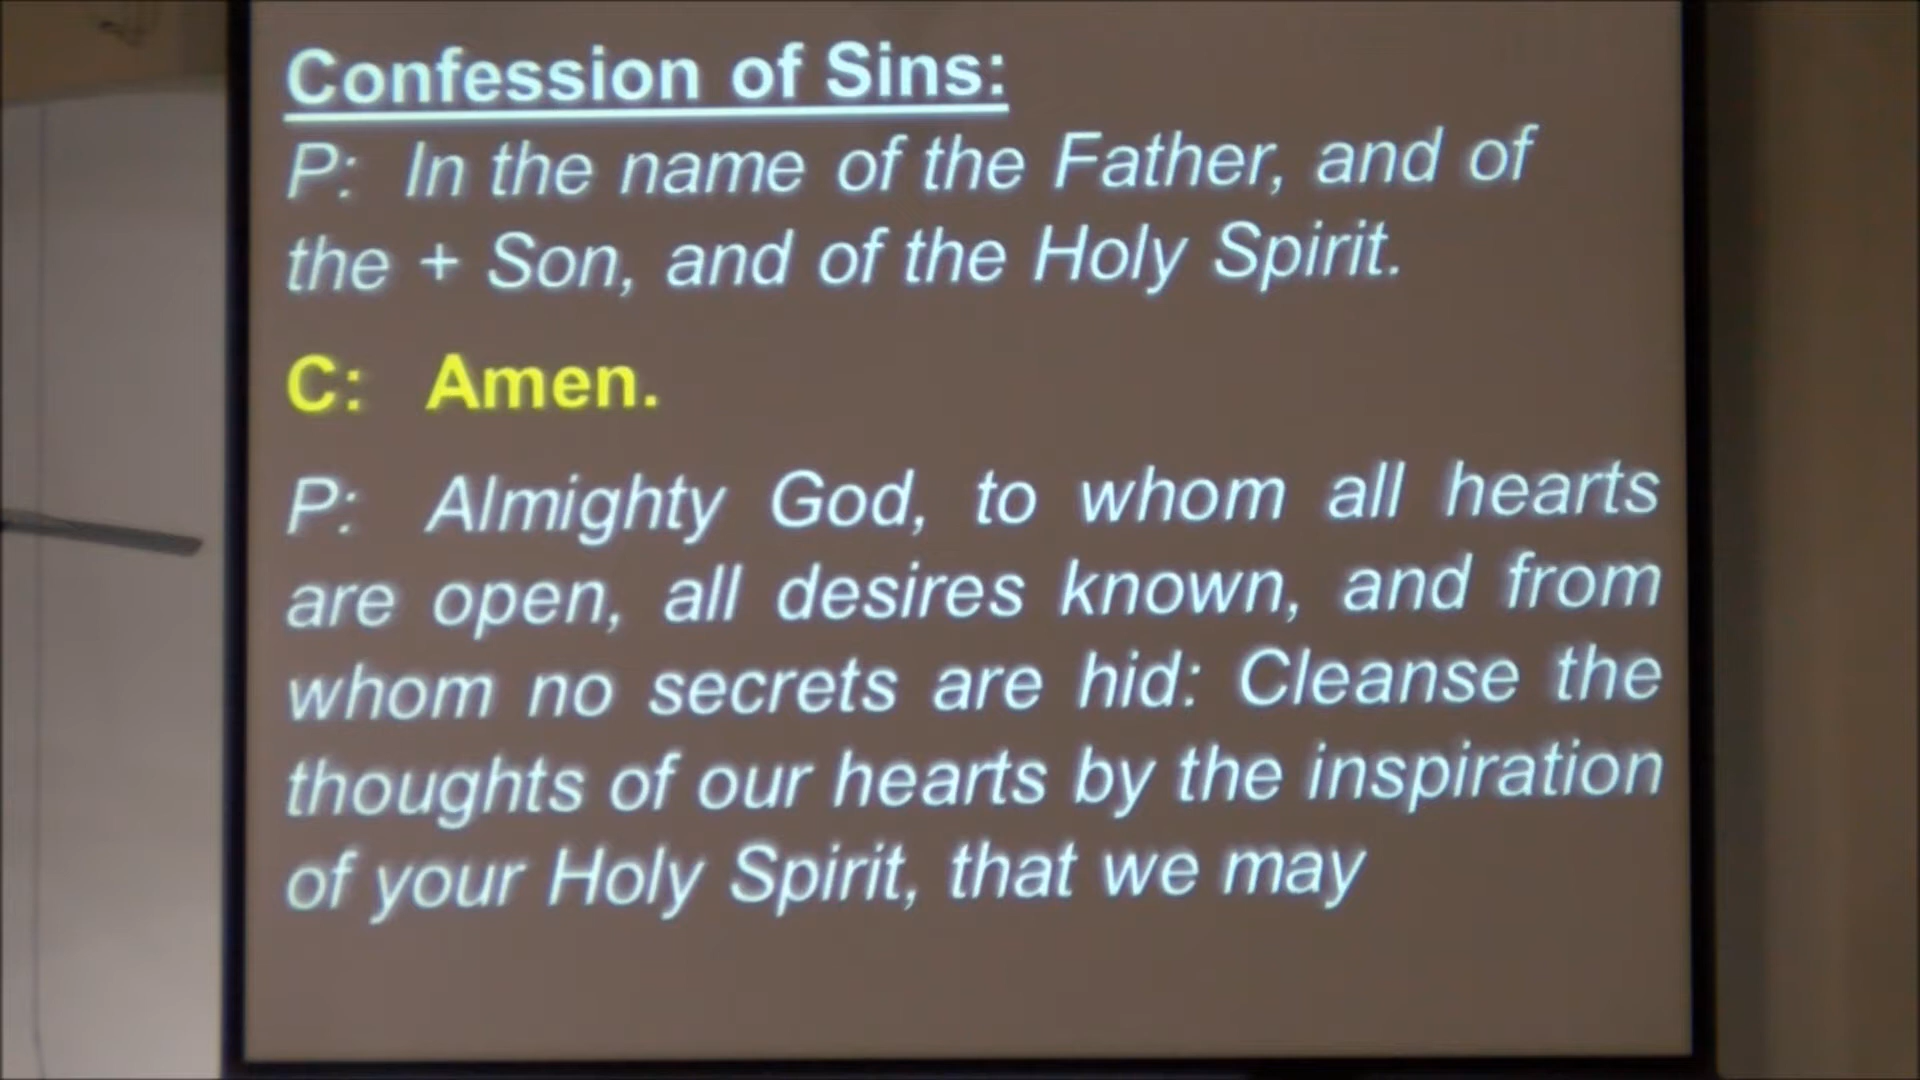 Confession of Sins:
P: In the name of the Father, and of
the + Son, and of the Holy Spirit.
C: Amen.
P: Almighty God, to whom all hearts
are open, all desires known, and from
whom no secrets are hid: Cleanse the
thoughts of our hearts by the inspiration
of your Holy Spirit, that we may